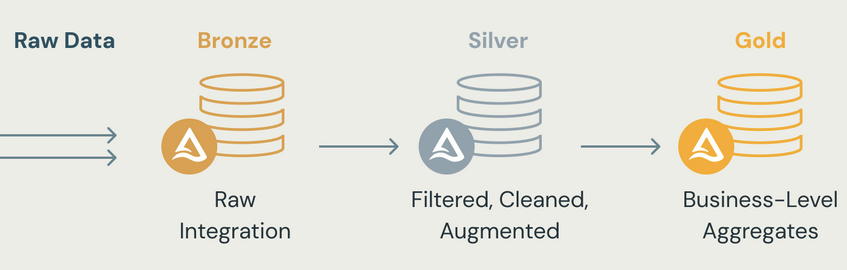 Raw Data
Bronze
Silver
Gold
Raw
Integration
Filtered, Cleaned,
Augmented
Business-Level
Aggregates